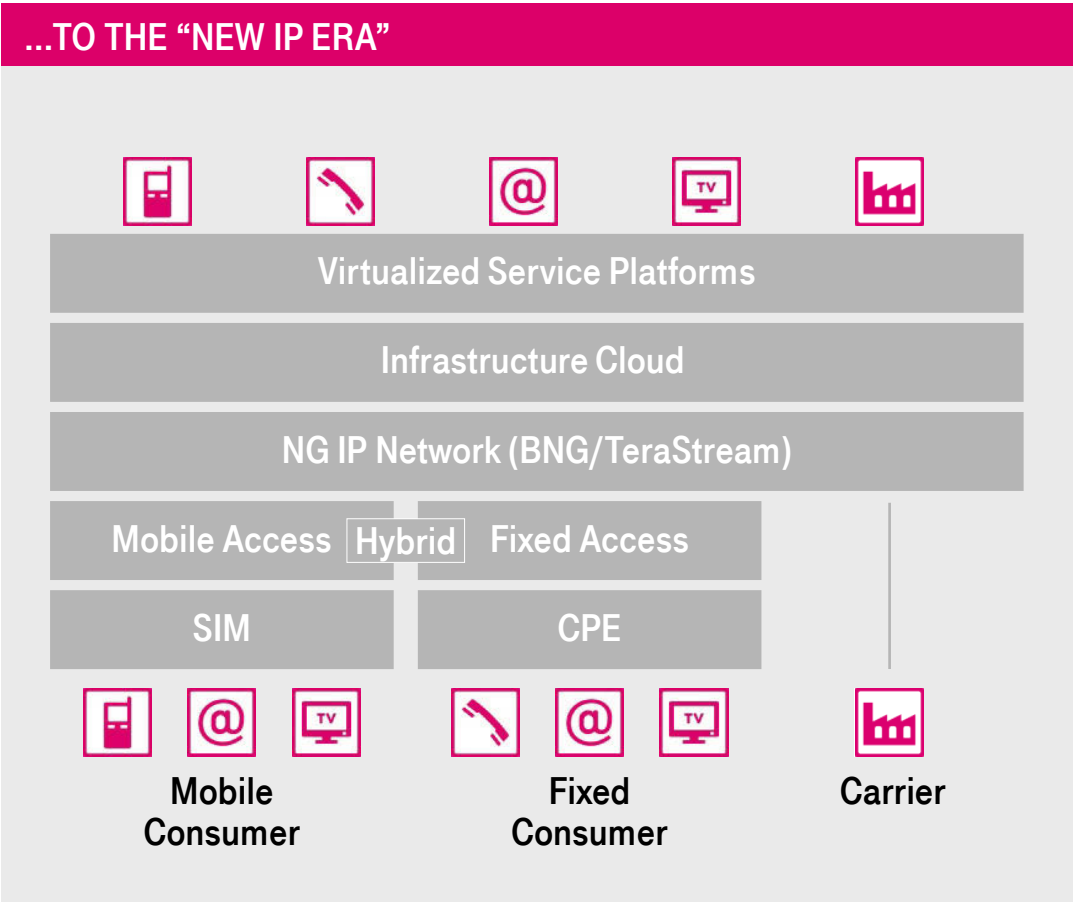 ...TO THE “NEW IP ERA”
@
TV
Virtualized Service Platforms
Infrastructure Cloud
NG IP Network (BNG/TeraStream)
Mobile Access
Hybrid
Fixed Access
SIM
CPE
@
TV
@
TV
Mobile
Consumer
Fixed
Consumer
Carrier